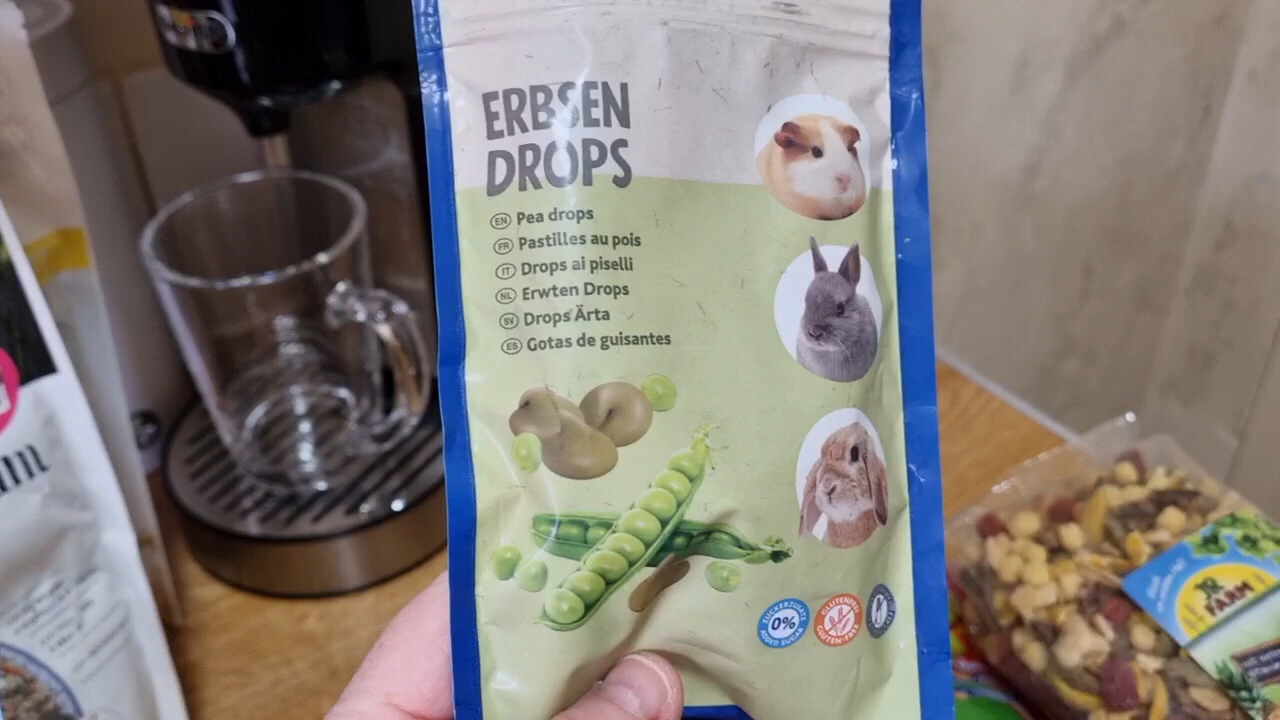 ERBSEN
DROPS
EN Pea drops
FR Pastilles au pois
IT Drops ai piselli
NL Erwten Drops
SV Drops Ärta
ES Gotas de guisantes
ZUCKERZUSATZ
0%
ADDED SUGAR
GLUTENFREI
GLUTEN-FREE
JR
FARM